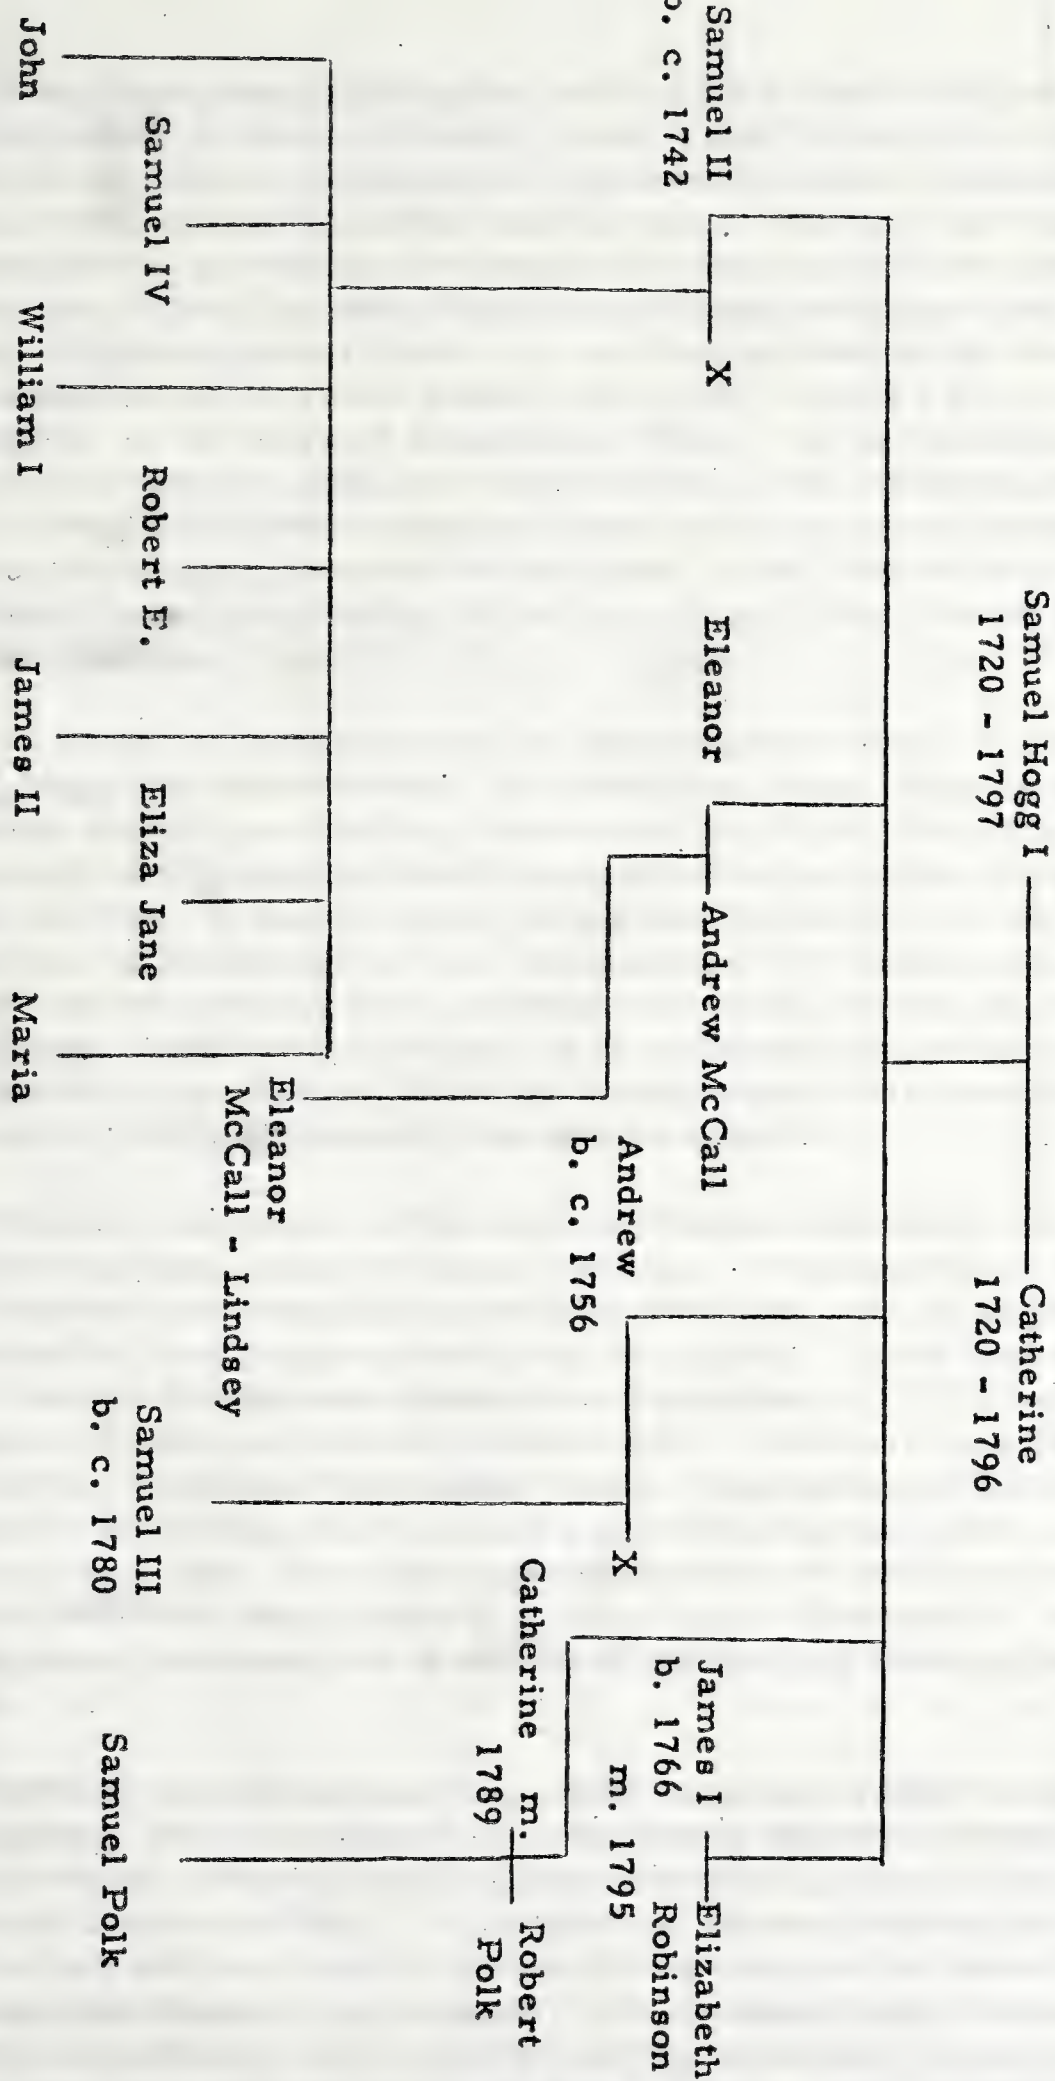 Samuel Hogg I Catherine
1720 - 1797 1720 - 1796
Samuel II X Eleanor Andrew McCall James I Elizabeth
c. 1742 b. 1766 Robinson
m. 1795
Andrew X
b. c. 1756
Catherine m. Robert
1789 Polk
Eleanor
McCall - Lindsey
Samuel IV Robert E. Eliza Jane Samuel III
b. c. 1780
Samuel Polk
John William I James II Maria